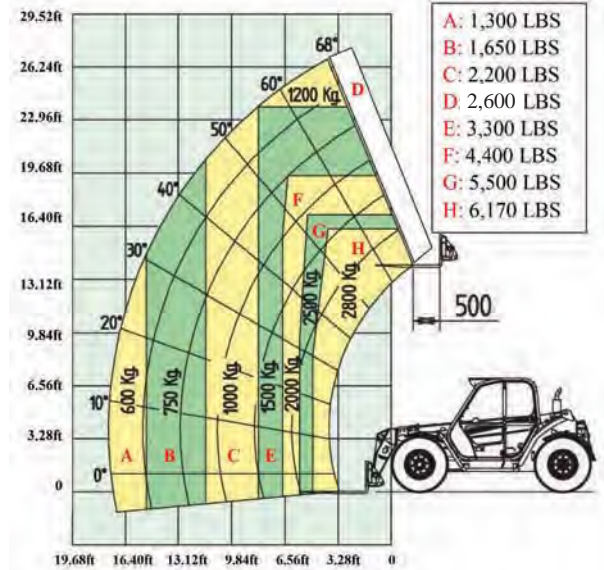 29.52ft
26.24ft
22.96ft
19.68ft
16.40ft
13.12ft
9.84ft
6.56ft
3.28ft
0
68°
60°
50°
40°
30°
20°
10°
0°
1200 Kg.
D
F
G
H
600 Kg.
750 Kg.
1000 Kg.
1500 Kg.
2000 Kg.
2500 Kg.
2800 Kg.
A
B
C
E
A: 1,300 LBS
B: 1,650 LBS
C: 2,200 LBS
D: 2,600 LBS
E: 3,300 LBS
F: 4,400 LBS
G: 5,500 LBS
H: 6,170 LBS
500
19.68ft 16.40ft 13.12ft 9.84ft 6.56ft 3.28ft 0